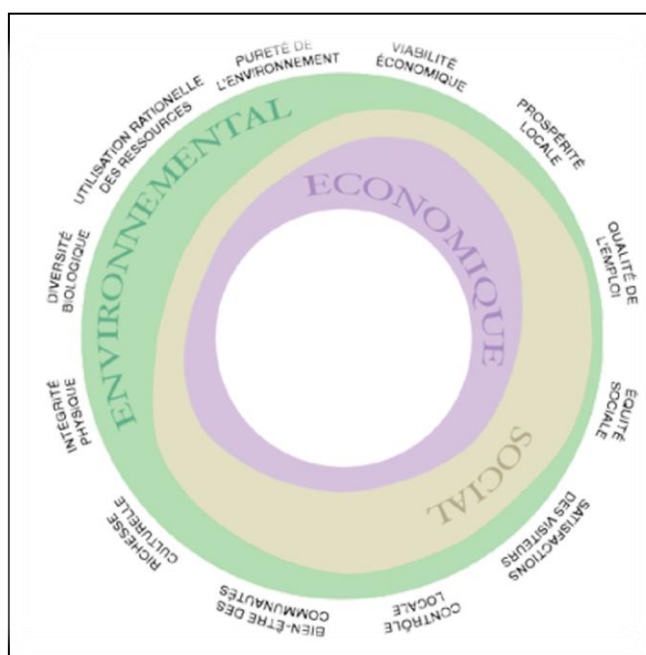 PURETÉ DE
L'ENVIRONNEMENT
VIABILITÉ
ÉCONOMIQUE
PROSPÉRITÉ
LOCALE
QUALITÉ DE
L'EMPLOI
ÉQUITÉ
SOCIALE
SATISFACTIONS
DES VISITEURS
CONTRÔLE
LOCALE
BIEN-ÊTRE DES
COMMUNAUTÉS
RICHESSE
CULTURELLE
INTÉGRITÉ
PHYSIQUE
DIVERSITÉ
BIOLOGIQUE
UTILISATION RATIONELLE
DES RESSOURCES
ENVIRONNEMENTAL
ECONOMIQUE
SOCIAL